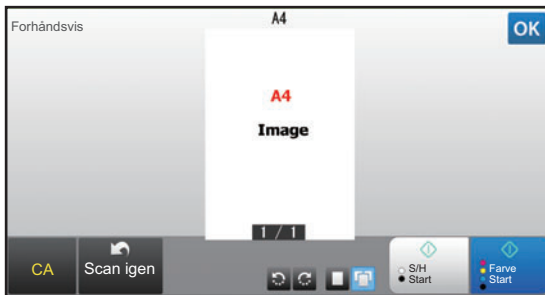 A4
Forhåndsvis
OK
A4
Image
1 / 1
CA
Scan igen
S/H
Start
Farve
Start